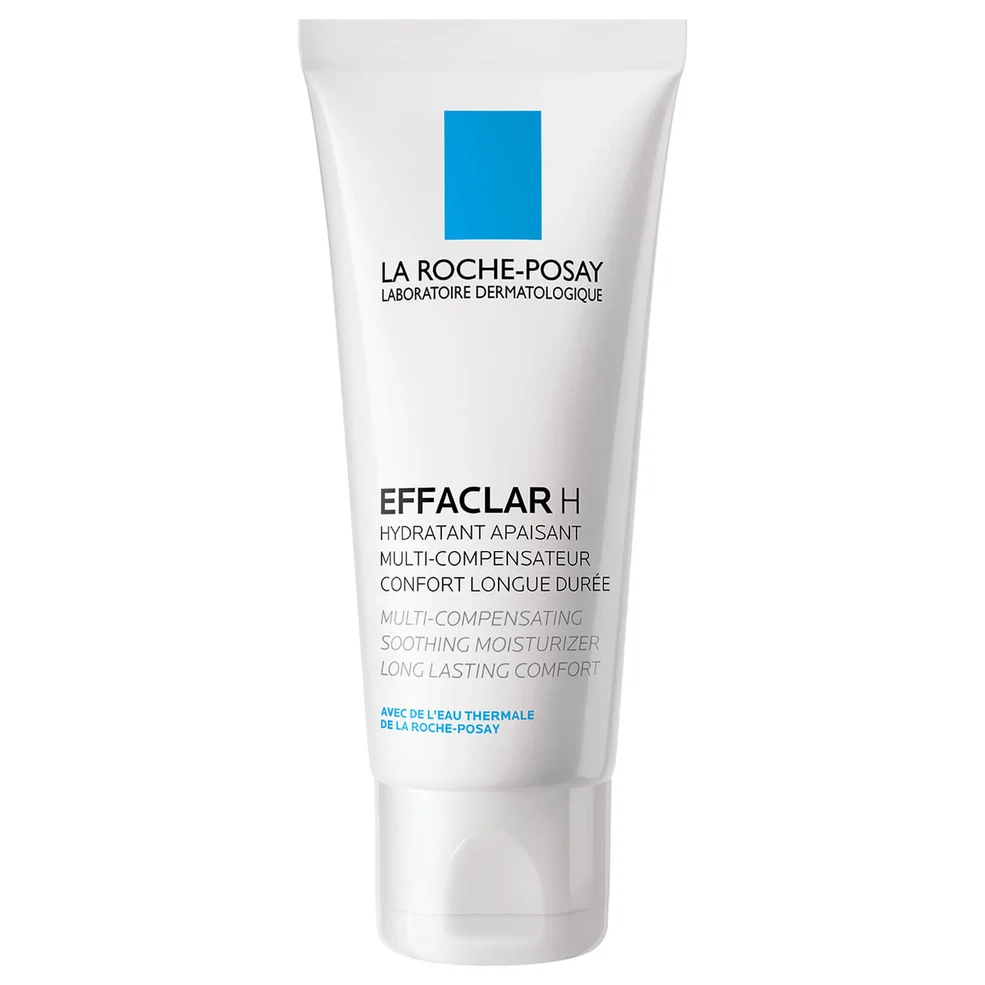 LA ROCHE-POSAY
LABORATOIRE DERMATOLOGIQUE
EFFACLAR H
HYDRATANT APAISANT
MULTI-COMPENSATEUR
CONFORT LONGUE DURÉE
MULTI-COMPENSATING
SOOTHING MOISTURIZER
LONG LASTING COMFORT
AVEC DE L'EAU THERMALE
DE LA ROCHE-POSAY